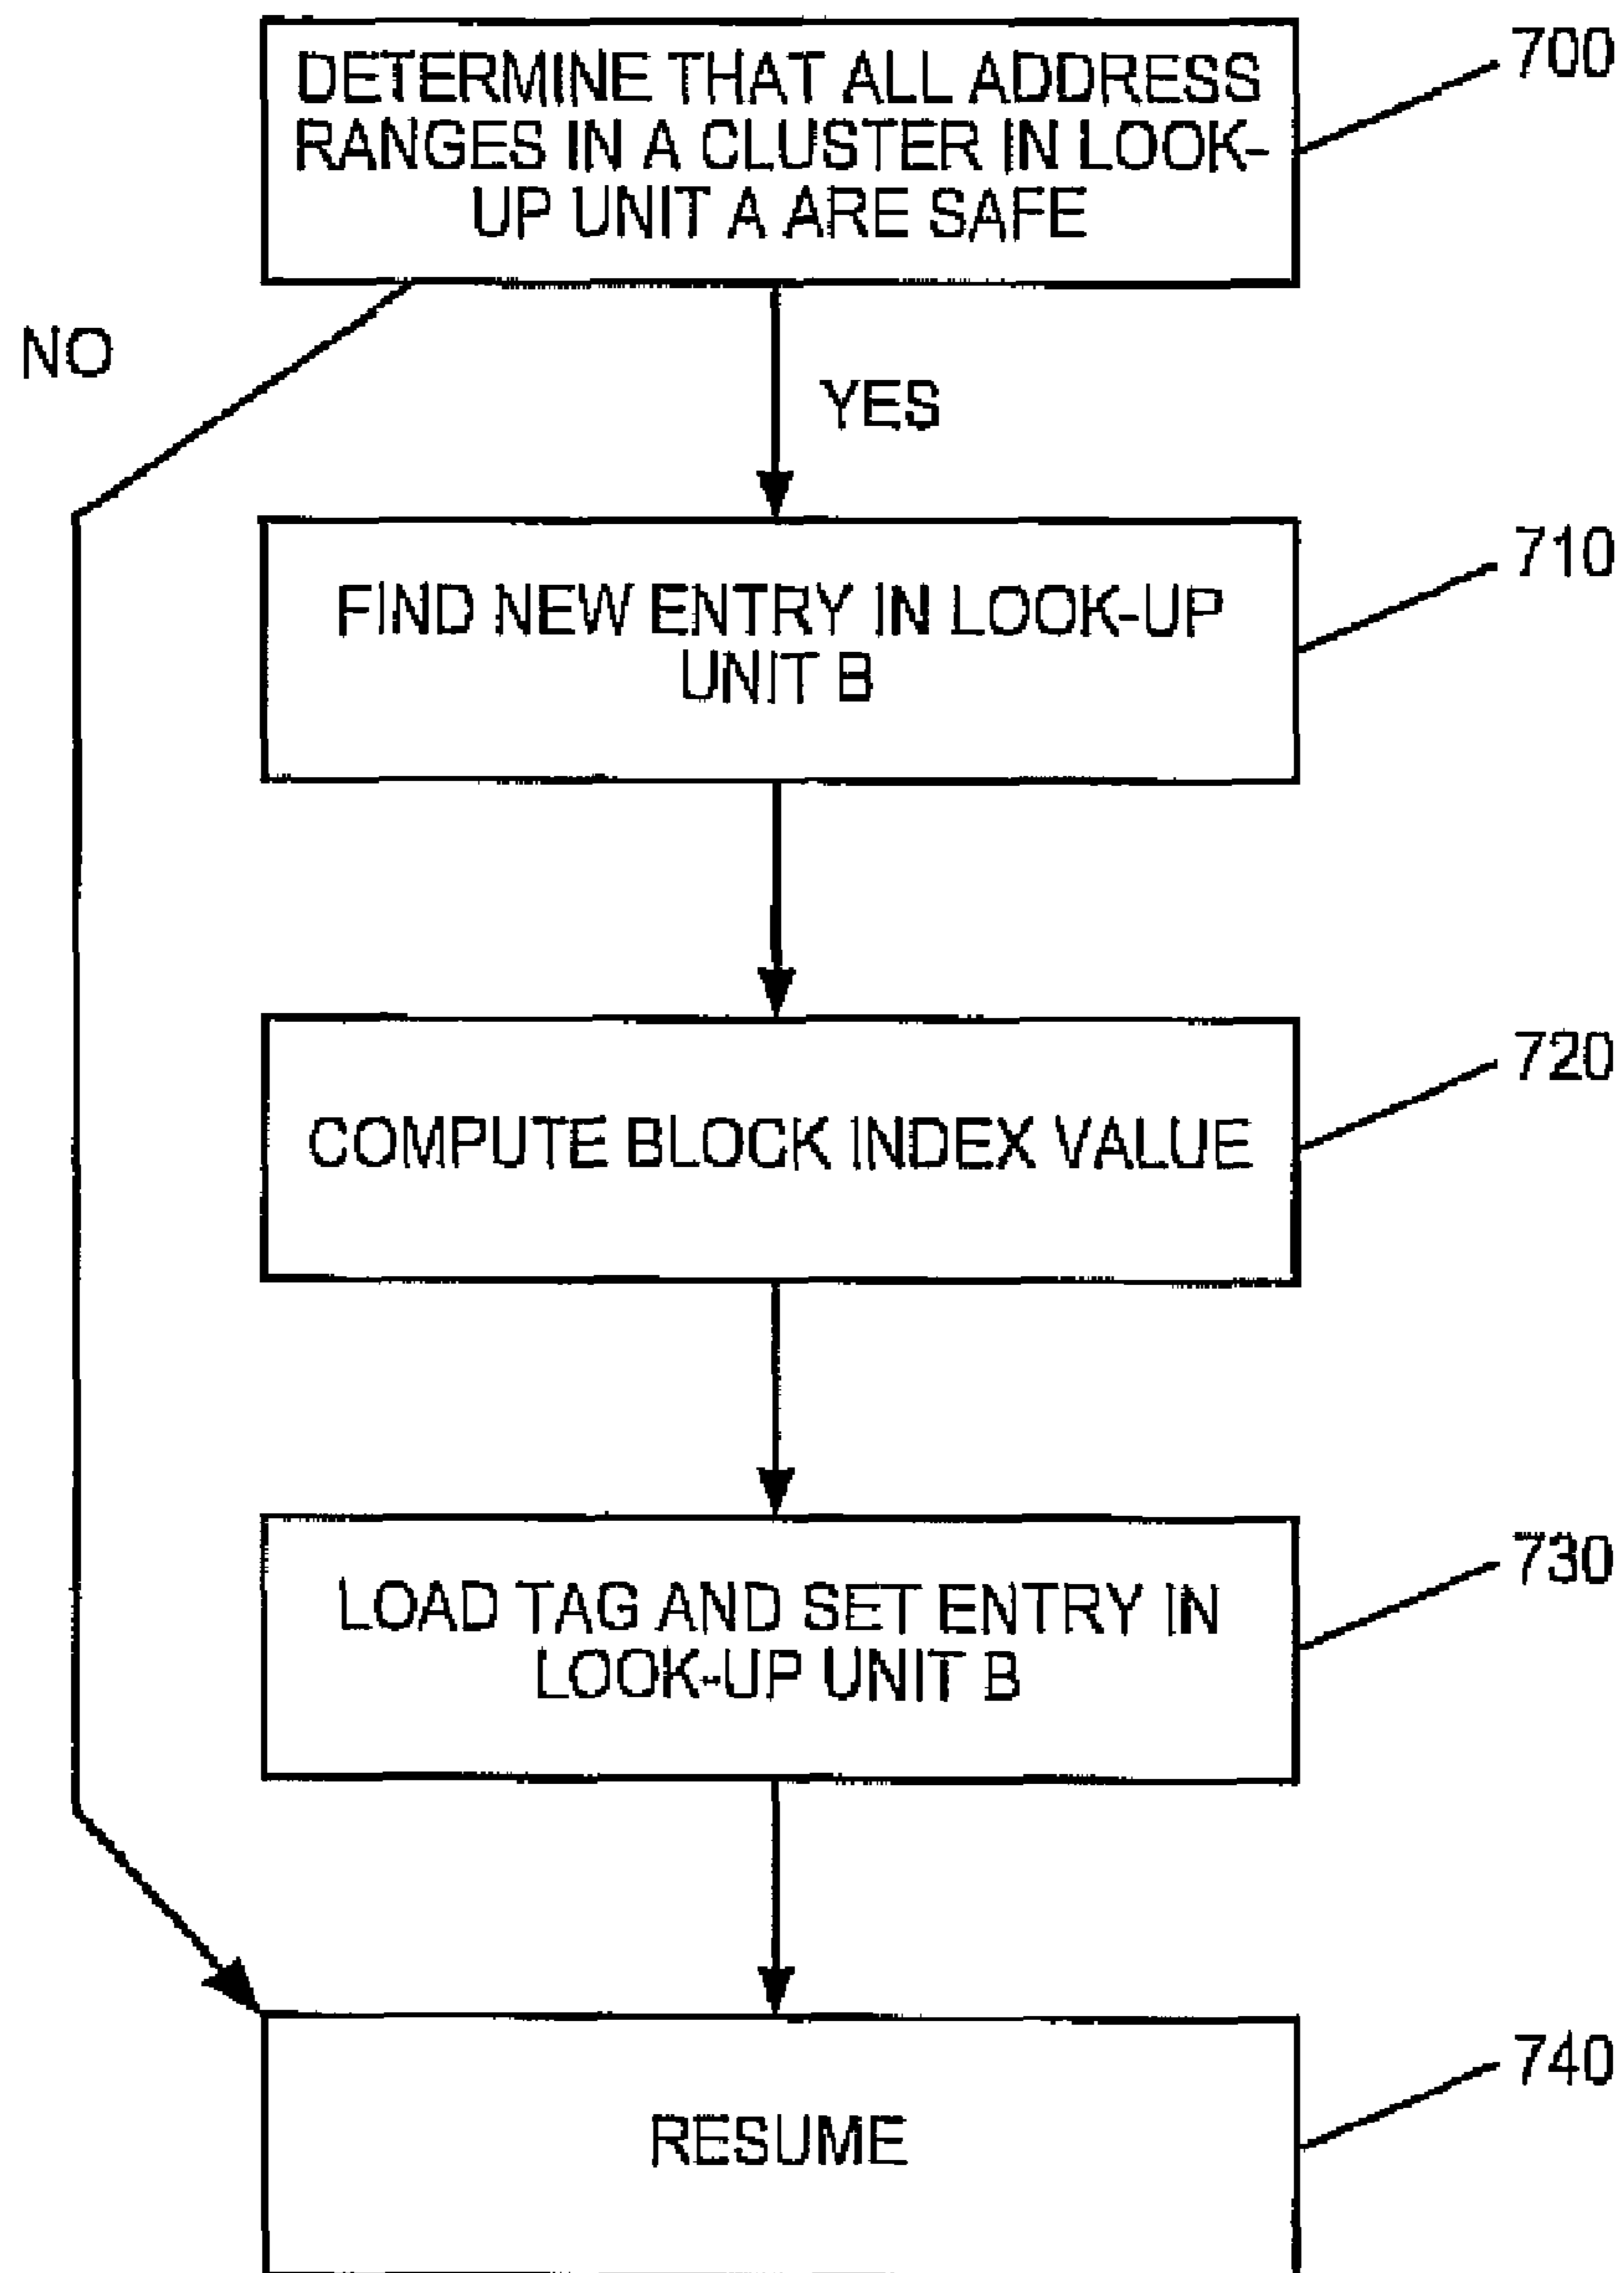 DETERMINE THAT ALL ADDRESS
RANGES IN A CLUSTER IN LOOK-
UP UNIT A ARE SAFE
700
NO
YES
FIND NEW ENTRY IN LOOK-UP
UNIT B
710
COMPUTE BLOCK INDEX VALUE
720
LOAD TAG AND SET ENTRY IN
LOOK-UP UNIT B
730
RESUME
740